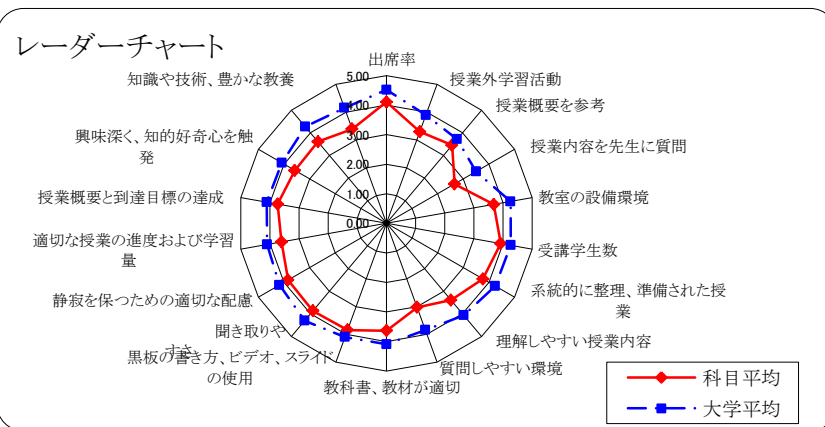 レーダーチャート
出席率
授業外学習活動
授業概要を参考
授業内容を先生に質問
教室の設備環境
受講学生数
系統的に整理、準備された授
業
理解しやすい授業内容
質問しやすい環境
教科書、教材が適切
黒板の書き方、ビデオ、スライド
の使用
聞き取りや
すさ
静寂を保つための適切な配慮
適切な授業の進度および学習
量
授業概要と到達目標の達成
興味深く、知的好奇心を触
発
知識や技術、豊かな教養
5.00
4.00
3.00
2.00
1.00
0.00
科目平均
大学平均